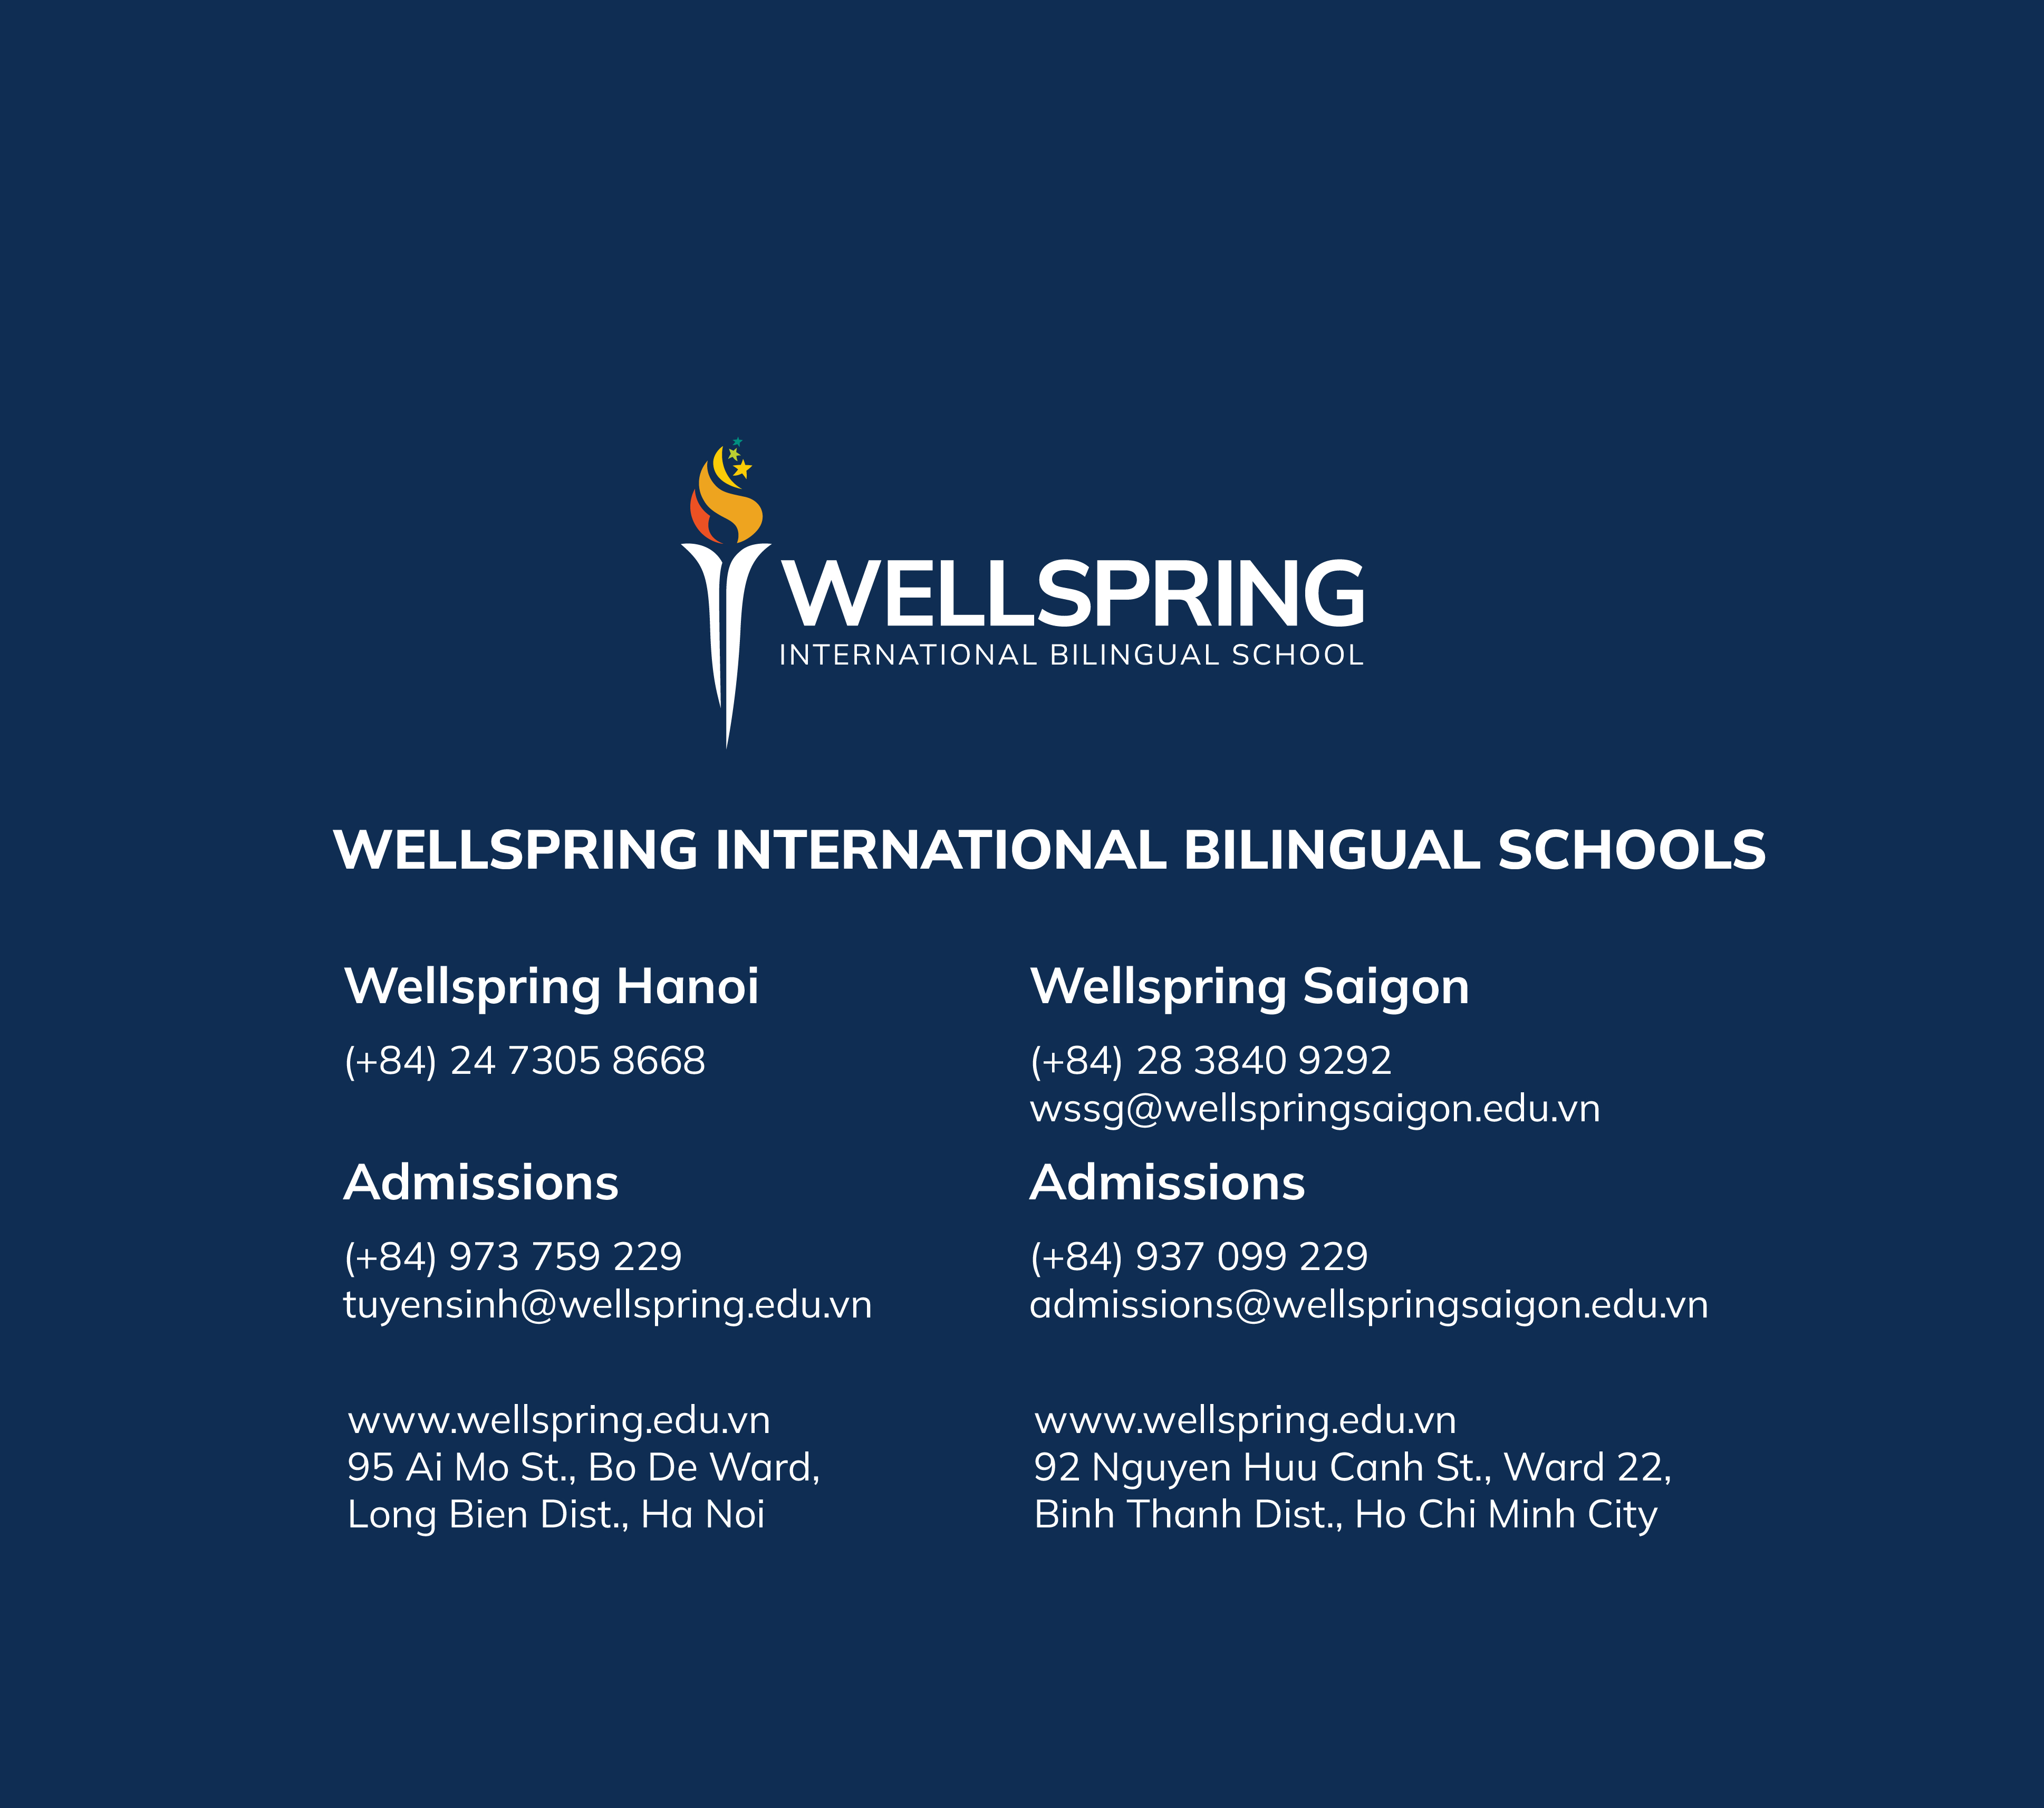 WELLSPRING
INTERNATIONAL BILINGUAL SCHOOL
WELLSPRING INTERNATIONAL BILINGUAL SCHOOLS
Wellspring Hanoi
(+84) 24 7305 8668
Admissions
(+84) 973 759 229
tuyensinh@wellspring.edu.vn
www.wellspring.edu.vn
95 Ai Mo St., Bo De Ward,
Long Bien Dist., Ha Noi
Wellspring Saigon
(+84) 28 3840 9292
wssg@wellspringsaigon.edu.vn
Admissions
(+84) 937 099 229
admissions@wellspringsaigon.edu.vn
www.wellspring.edu.vn
92 Nguyen Huu Canh St., Ward 22,
Binh Thanh Dist., Ho Chi Minh City